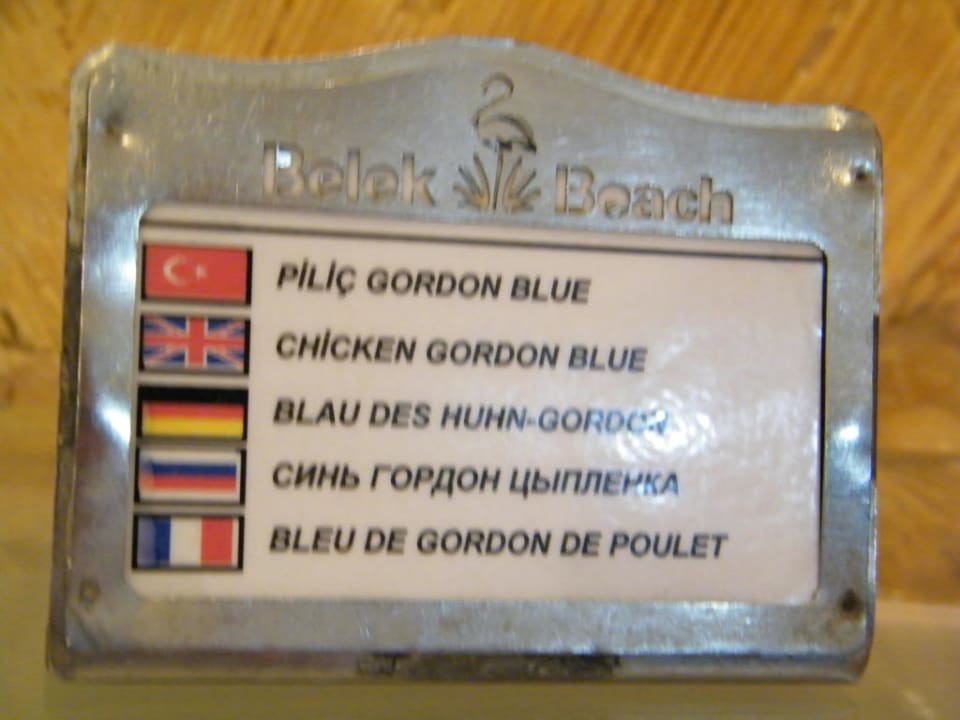 Belek Beach
PİLİÇ GORDON BLUE
CHİCKEN GORDON BLUE
BLAU DES HUHN-GORDON
СИНЬ ГОРДОН ЦЫПЛЕНКА
BLEU DE GORDON DE POULET